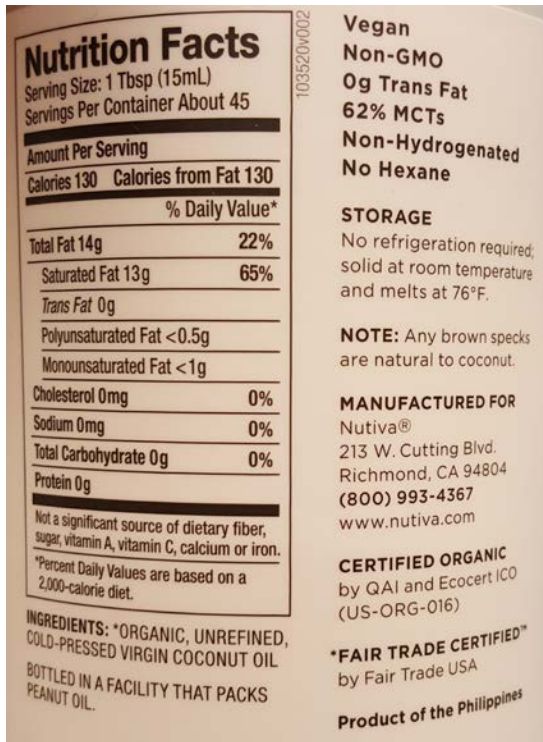 Nutrition Facts
Serving Size: 1 Tbsp (15mL)
Servings Per Container About 45
Amount Per Serving
Calories 130 Calories from Fat 130
% Daily Value*
Total Fat 14g 22%
Saturated Fat 13g 65%
Trans Fat 0g
Polyunsaturated Fat <0.5g
Monounsaturated Fat <1g
Cholesterol 0mg 0%
Sodium 0mg 0%
Total Carbohydrate 0g 0%
Protein 0g
Not a significant source of dietary fiber,
sugar, vitamin A, vitamin C, calcium or iron.
*Percent Daily Values are based on a
2,000-calorie diet.
INGREDIENTS: *ORGANIC, UNREFINED,
COLD-PRESSED VIRGIN COCONUT OIL
BOTTLED IN A FACILITY THAT PACKS
PEANUT OIL.
103520v002
Vegan
Non-GMO
0g Trans Fat
62% MCTs
Non-Hydrogenated
No Hexane
STORAGE
No refrigeration required;
solid at room temperature
and melts at 76°F.
NOTE: Any brown specks
are natural to coconut.
MANUFACTURED FOR
Nutiva®
213 W. Cutting Blvd.
Richmond, CA 94804
(800) 993-4367
www.nutiva.com
CERTIFIED ORGANIC
by QAI and Ecocert ICO
(US-ORG-016)
*FAIR TRADE CERTIFIED™
by Fair Trade USA
Product of the Philippines